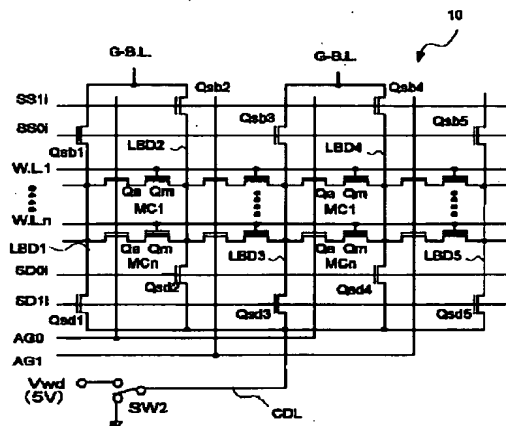 10
G-B.L. G-B.L.
Qsb2 Qsb4
SS1i
Qsb3 Qsb5
SS0i
Qsb1 LBD2 LBD4
W.L.1
Qa Qm Qa Qm
MC1 MC1
W.L.n
Qa Qm Qa Qm
LBD1 MCn LBD3 MCn LBD5
SD0i
Qsd2 Qsd4
SD1i
Qsd1 Qsd3 Qsd5
AG0
AG1
Vwd
(5V)
SW2 CDL